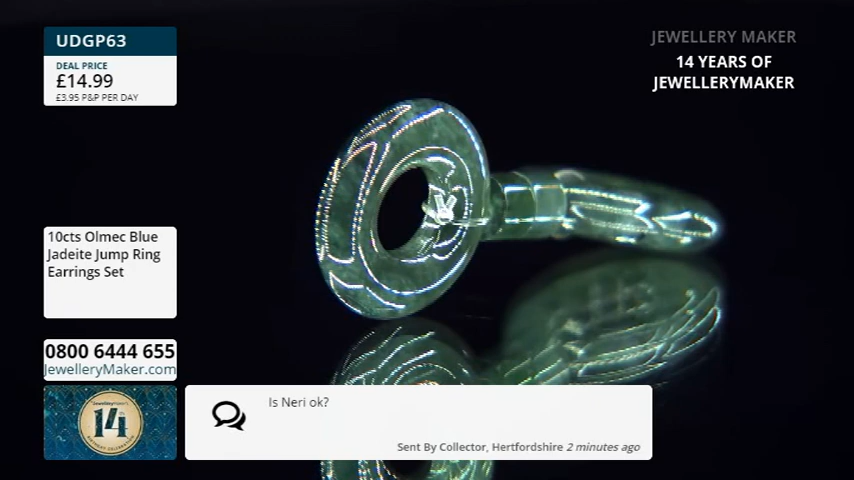 UDGP63
DEAL PRICE
£14.99
£3.95 P&P PER DAY
JEWELLERY MAKER
14 YEARS OF
JEWELLERYMAKER
10cts Olmec Blue
Jadeite Jump Ring
Earrings Set
0800 6444 655
JewelleryMaker.com
14
Is Neri ok?
Sent By Collector, Hertfordshire 2 minutes ago